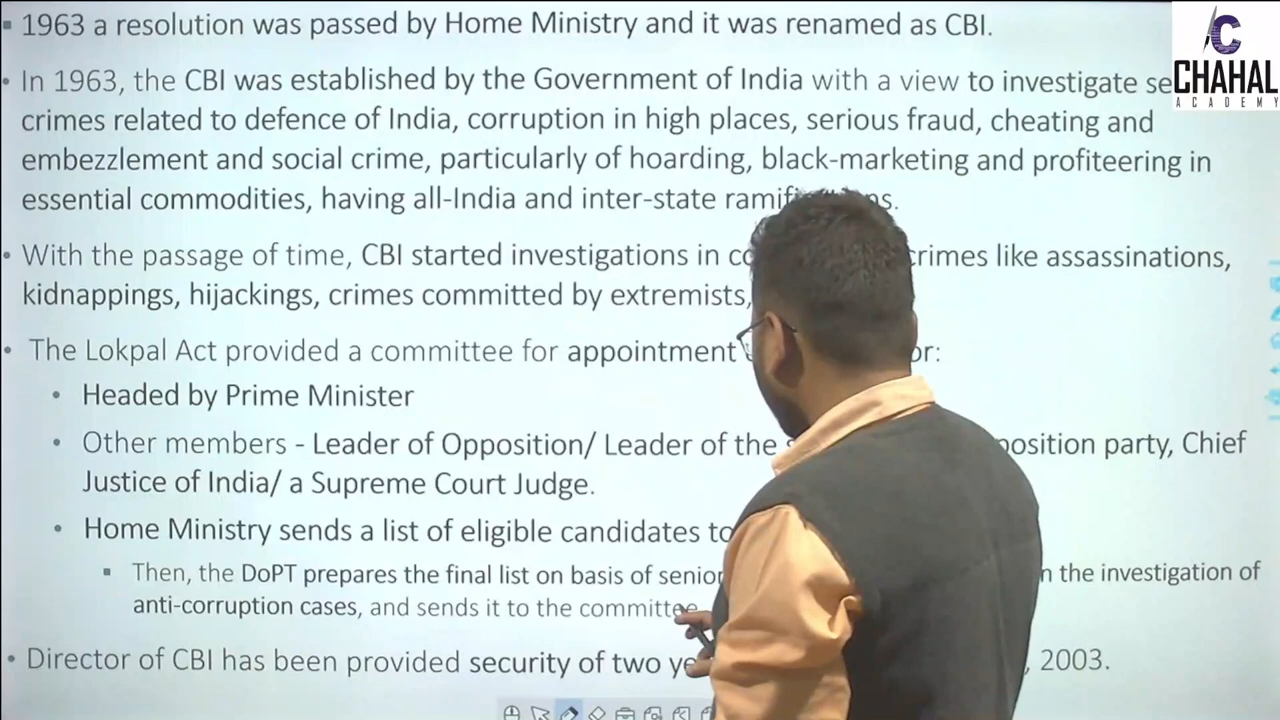 ▪ 1963 a resolution was passed by Home Ministry and it was renamed as CBI.
C
CHAHAL
ACADEMY
• In 1963, the CBI was established by the Government of India with a view to investigate
crimes related to defence of India, corruption in high places, serious fraud, cheating and
embezzlement and social crime, particularly of hoarding, black-marketing and profiteering in
essential commodities, having all-India and inter-state
• With the passage of time, CBI started investigations in crimes like assassinations,
kidnappings, hijackings, crimes committed by extremists,
• The Lokpal Act provided a committee for appointment
• Headed by Prime Minister
• Other members - Leader of Opposition/ Leader of the party, Chief
Justice of India/ a Supreme Court Judge.
• Home Ministry sends a list of eligible candidates to
▪ Then, the DoPT prepares the final list on basis of the investigation of
anti-corruption cases, and sends it to the committee
• Director of CBI has been provided security of two , 2003.